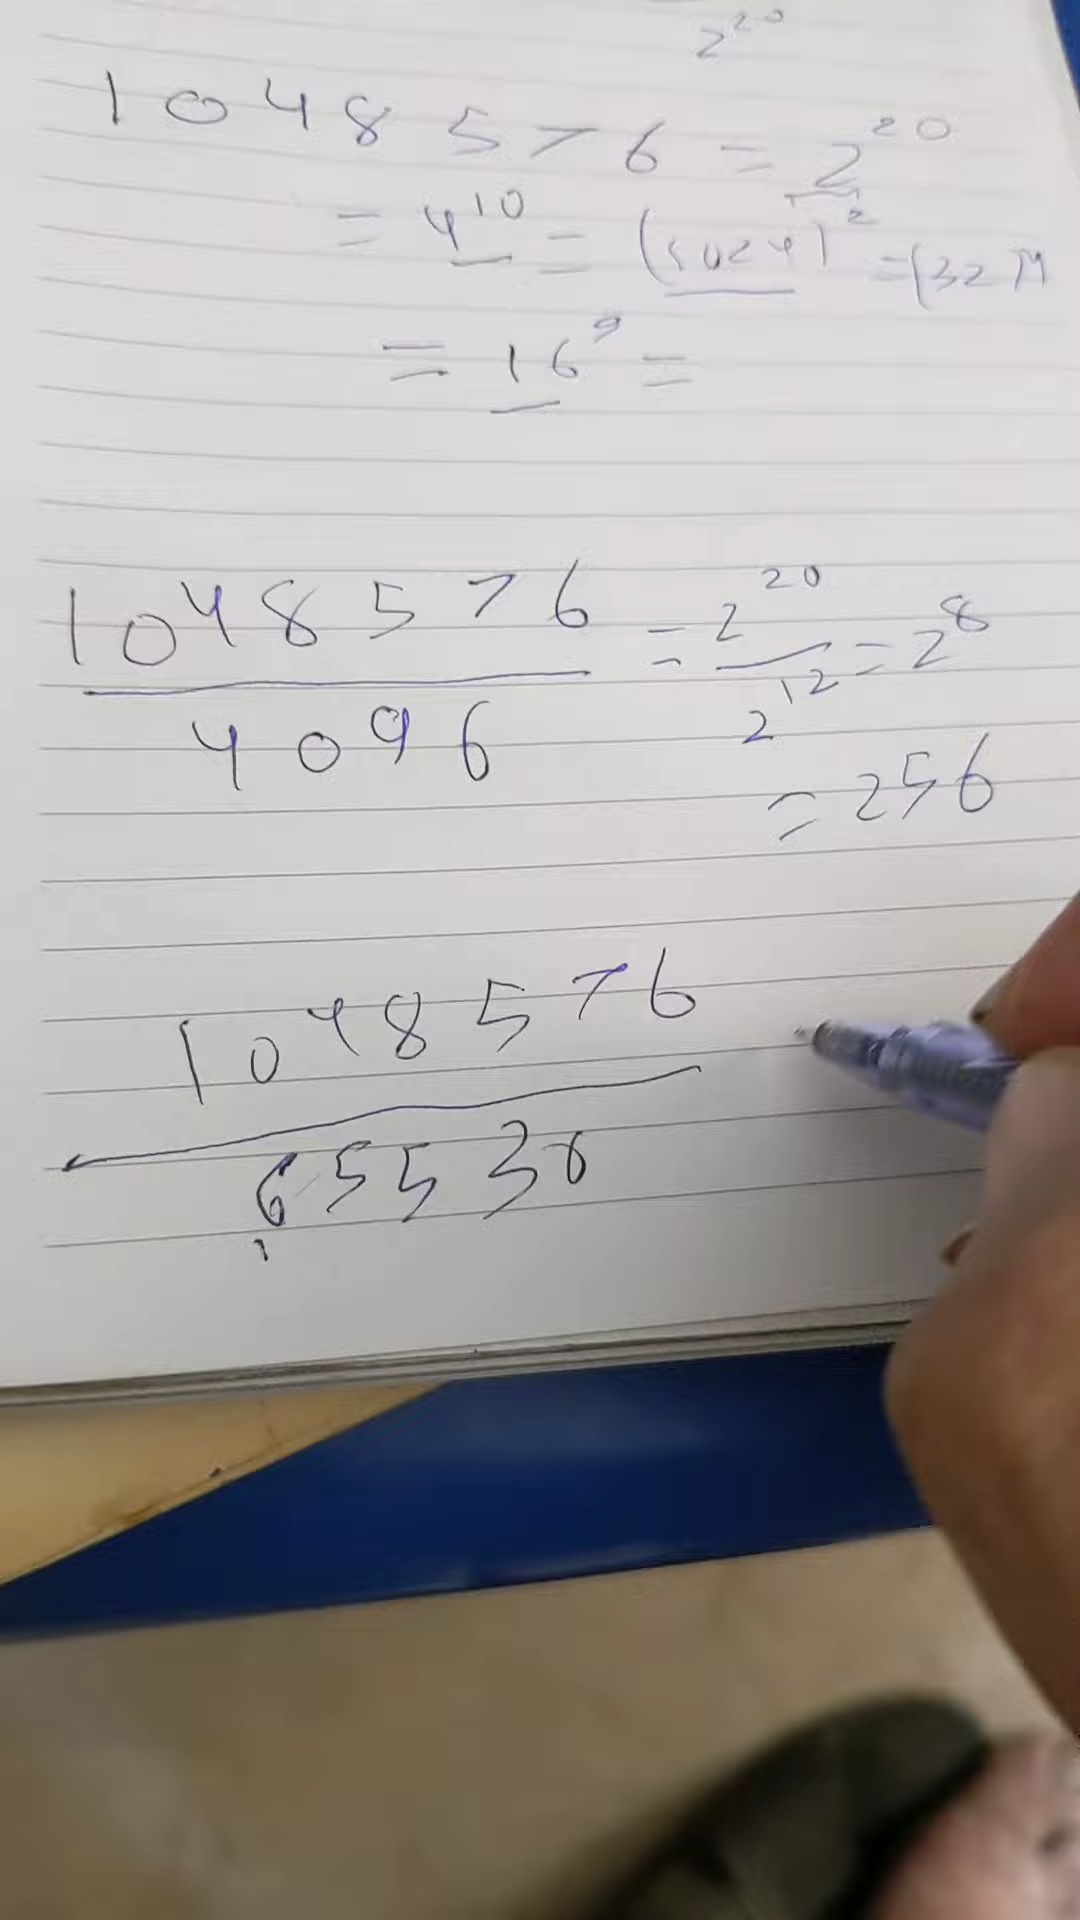 2^20
1048576 = 2^20
= 4^10 = (1024)^2 = (32)^4
= 16^5 =
1048576 / 4096 = 2^20 / 2^12 = 2^8
= 256
1048576 / 65536